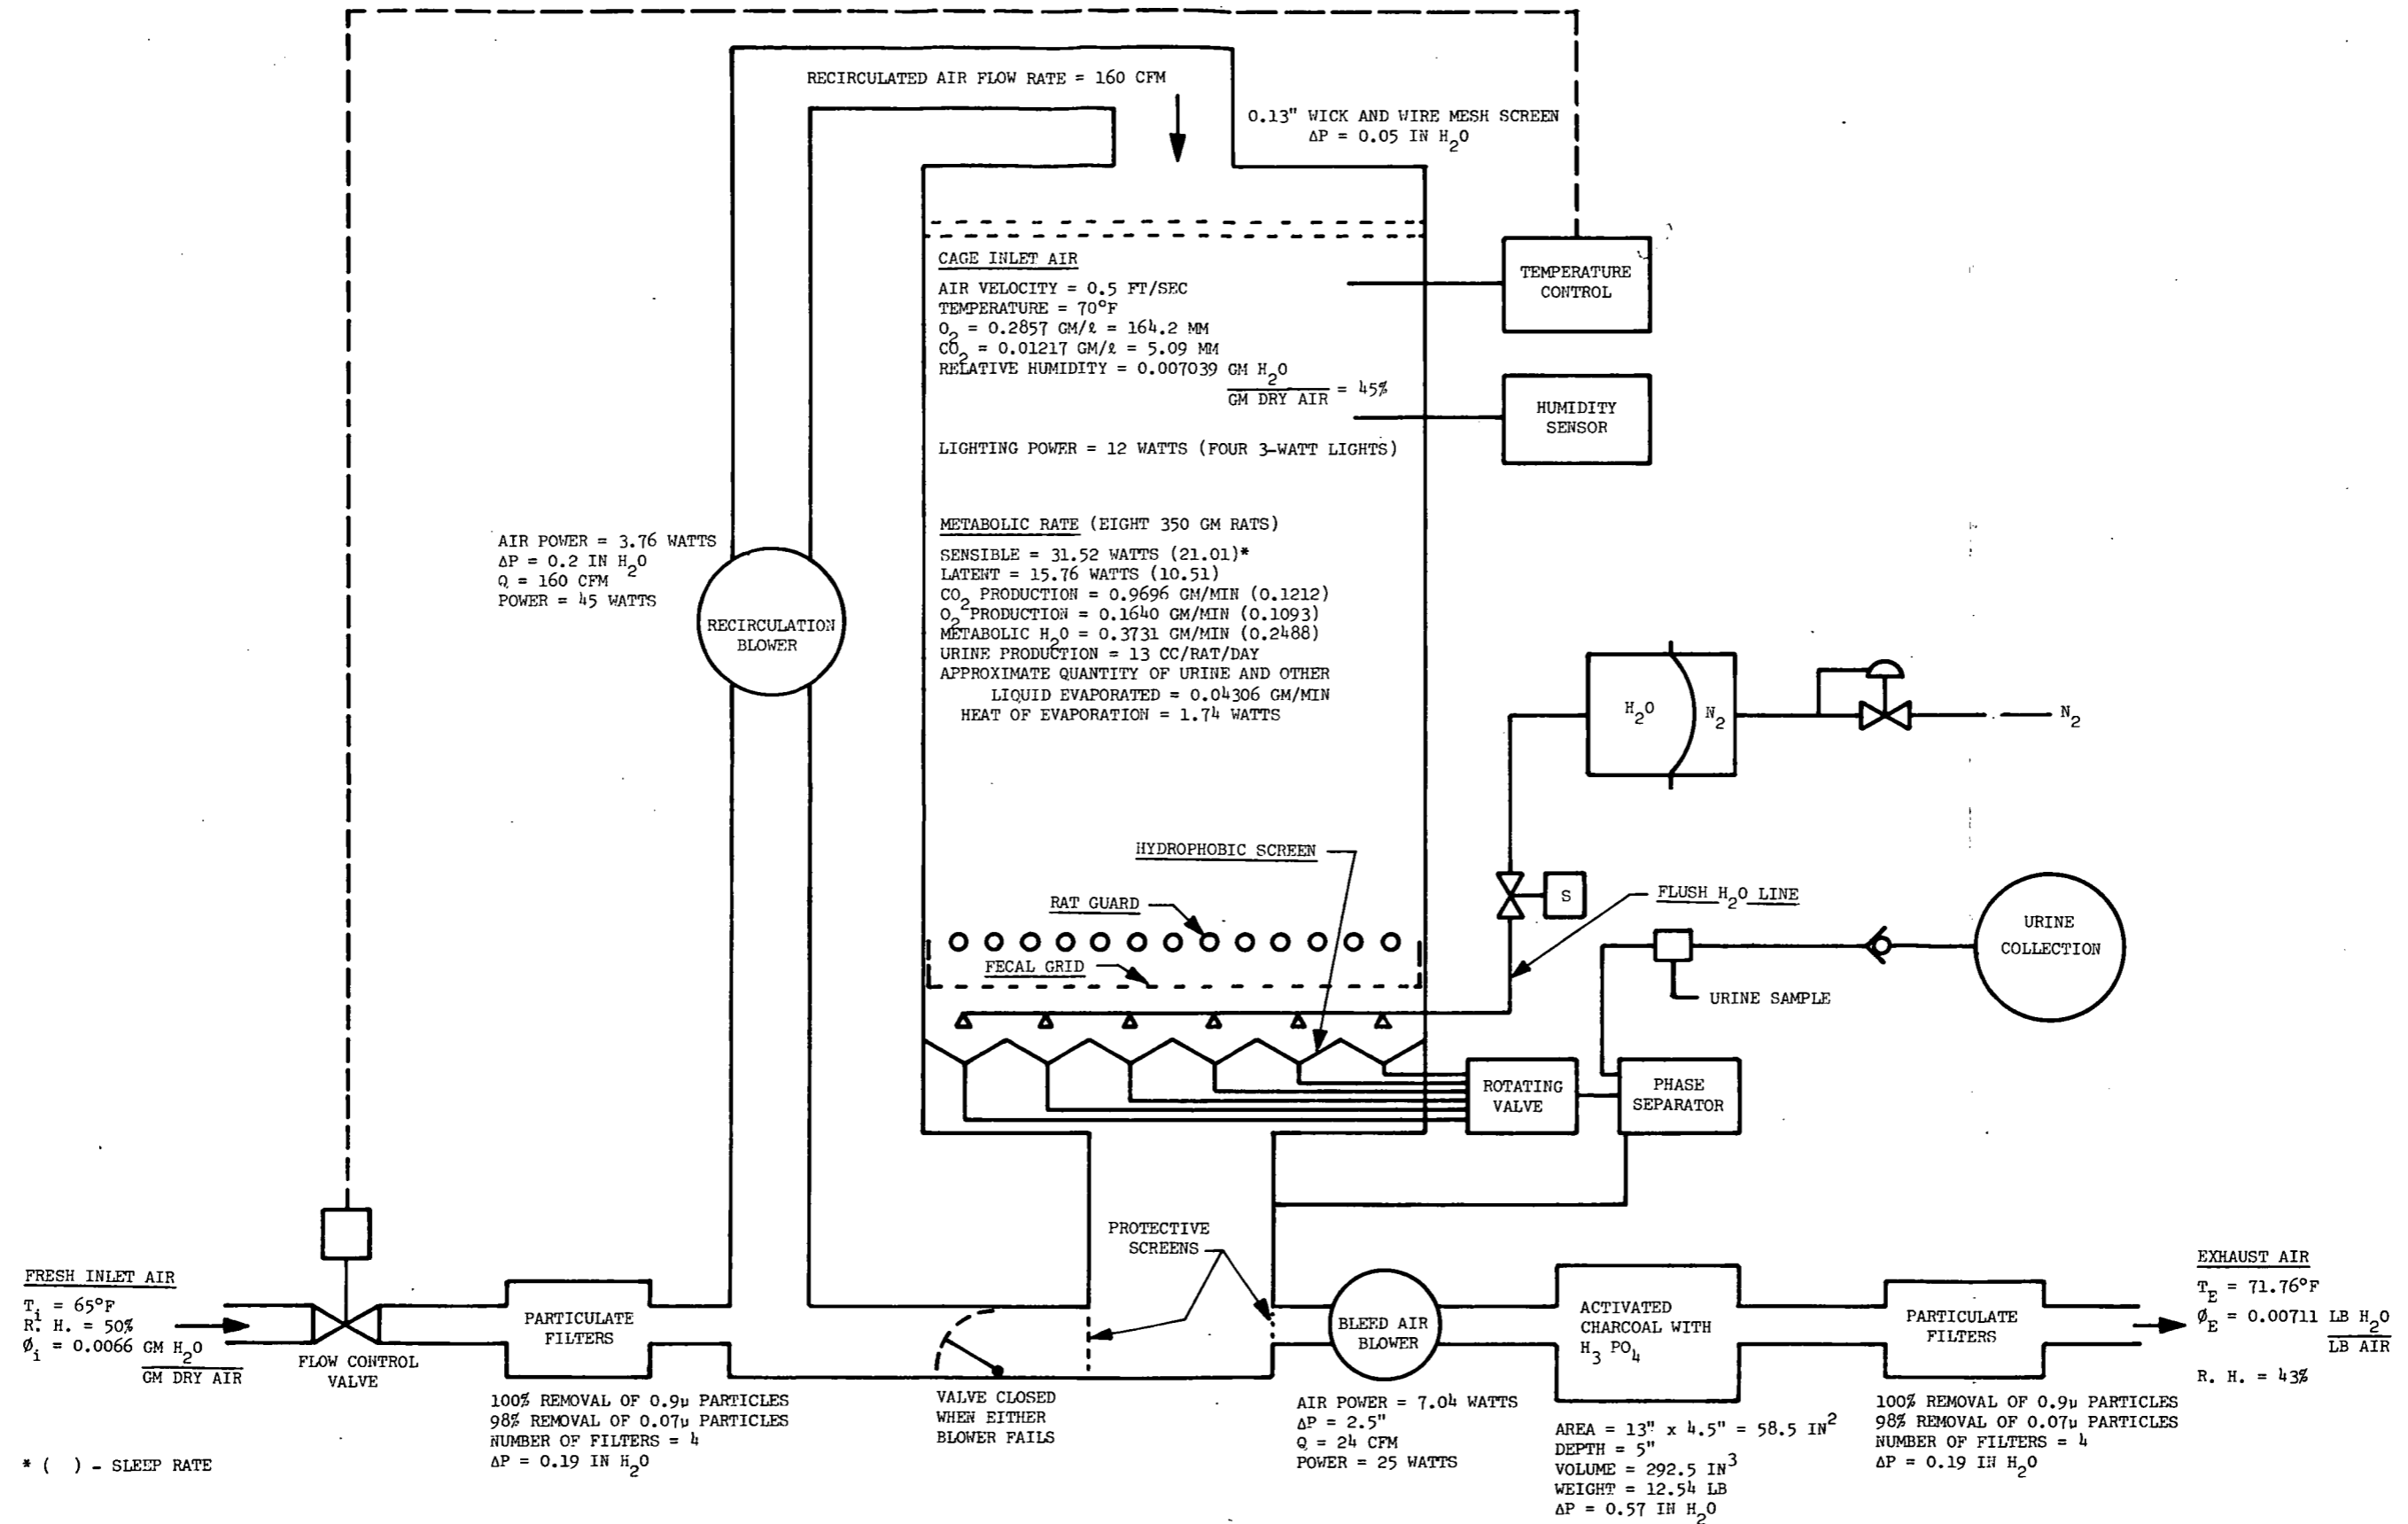 RECIRCULATED AIR FLOW RATE = 160 CFM
0.13" WICK AND WIRE MESH SCREEN
ΔP = 0.05 IN H2O
CAGE INLET AIR
AIR VELOCITY = 0.5 FT/SEC
TEMPERATURE = 70°F
O2 = 0.2857 GM/ℓ = 164.2 MM
CO2 = 0.01217 GM/ℓ = 5.09 MM
RELATIVE HUMIDITY = 0.007039 GM H2O
GM DRY AIR = 45%
LIGHTING POWER = 12 WATTS (FOUR 3-WATT LIGHTS)
TEMPERATURE
CONTROL
HUMIDITY
SENSOR
METABOLIC RATE (EIGHT 350 GM RATS)
SENSIBLE = 31.52 WATTS (21.01)*
LATENT = 15.76 WATTS (10.51)
CO2 PRODUCTION = 0.9696 GM/MIN (0.1212)
O2 PRODUCTION = 0.1640 GM/MIN (0.1093)
METABOLIC H2O = 0.3731 GM/MIN (0.2488)
URINE PRODUCTION = 13 CC/RAT/DAY
APPROXIMATE QUANTITY OF URINE AND OTHER
LIQUID EVAPORATED = 0.04306 GM/MIN
HEAT OF EVAPORATION = 1.74 WATTS
AIR POWER = 3.76 WATTS
ΔP = 0.2 IN H2O
Q = 160 CFM
POWER = 45 WATTS
RECIRCULATION
BLOWER
H2O
N2
N2
HYDROPHOBIC SCREEN
RAT GUARD
FECAL GRID
S
FLUSH H2O LINE
URINE
COLLECTION
URINE SAMPLE
ROTATING
VALVE
PHASE
SEPARATOR
PROTECTIVE
SCREENS
FRESH INLET AIR
Ti = 65°F
R. H. = 50%
Øi = 0.0066 GM H2O
GM DRY AIR
FLOW CONTROL
VALVE
PARTICULATE
FILTERS
100% REMOVAL OF 0.9μ PARTICLES
98% REMOVAL OF 0.07μ PARTICLES
NUMBER OF FILTERS = 4
ΔP = 0.19 IN H2O
VALVE CLOSED
WHEN EITHER
BLOWER FAILS
BLEED AIR
BLOWER
AIR POWER = 7.04 WATTS
ΔP = 2.5"
Q = 24 CFM
POWER = 25 WATTS
ACTIVATED
CHARCOAL WITH
H3 PO4
AREA = 13" x 4.5" = 58.5 IN2
DEPTH = 5"
VOLUME = 292.5 IN3
WEIGHT = 12.54 LB
ΔP = 0.57 IN H2O
PARTICULATE
FILTERS
100% REMOVAL OF 0.9μ PARTICLES
98% REMOVAL OF 0.07μ PARTICLES
NUMBER OF FILTERS = 4
ΔP = 0.19 IN H2O
EXHAUST AIR
TE = 71.76°F
ØE = 0.00711 LB H2O
LB AIR
R. H. = 43%
* ( ) - SLEEP RATE